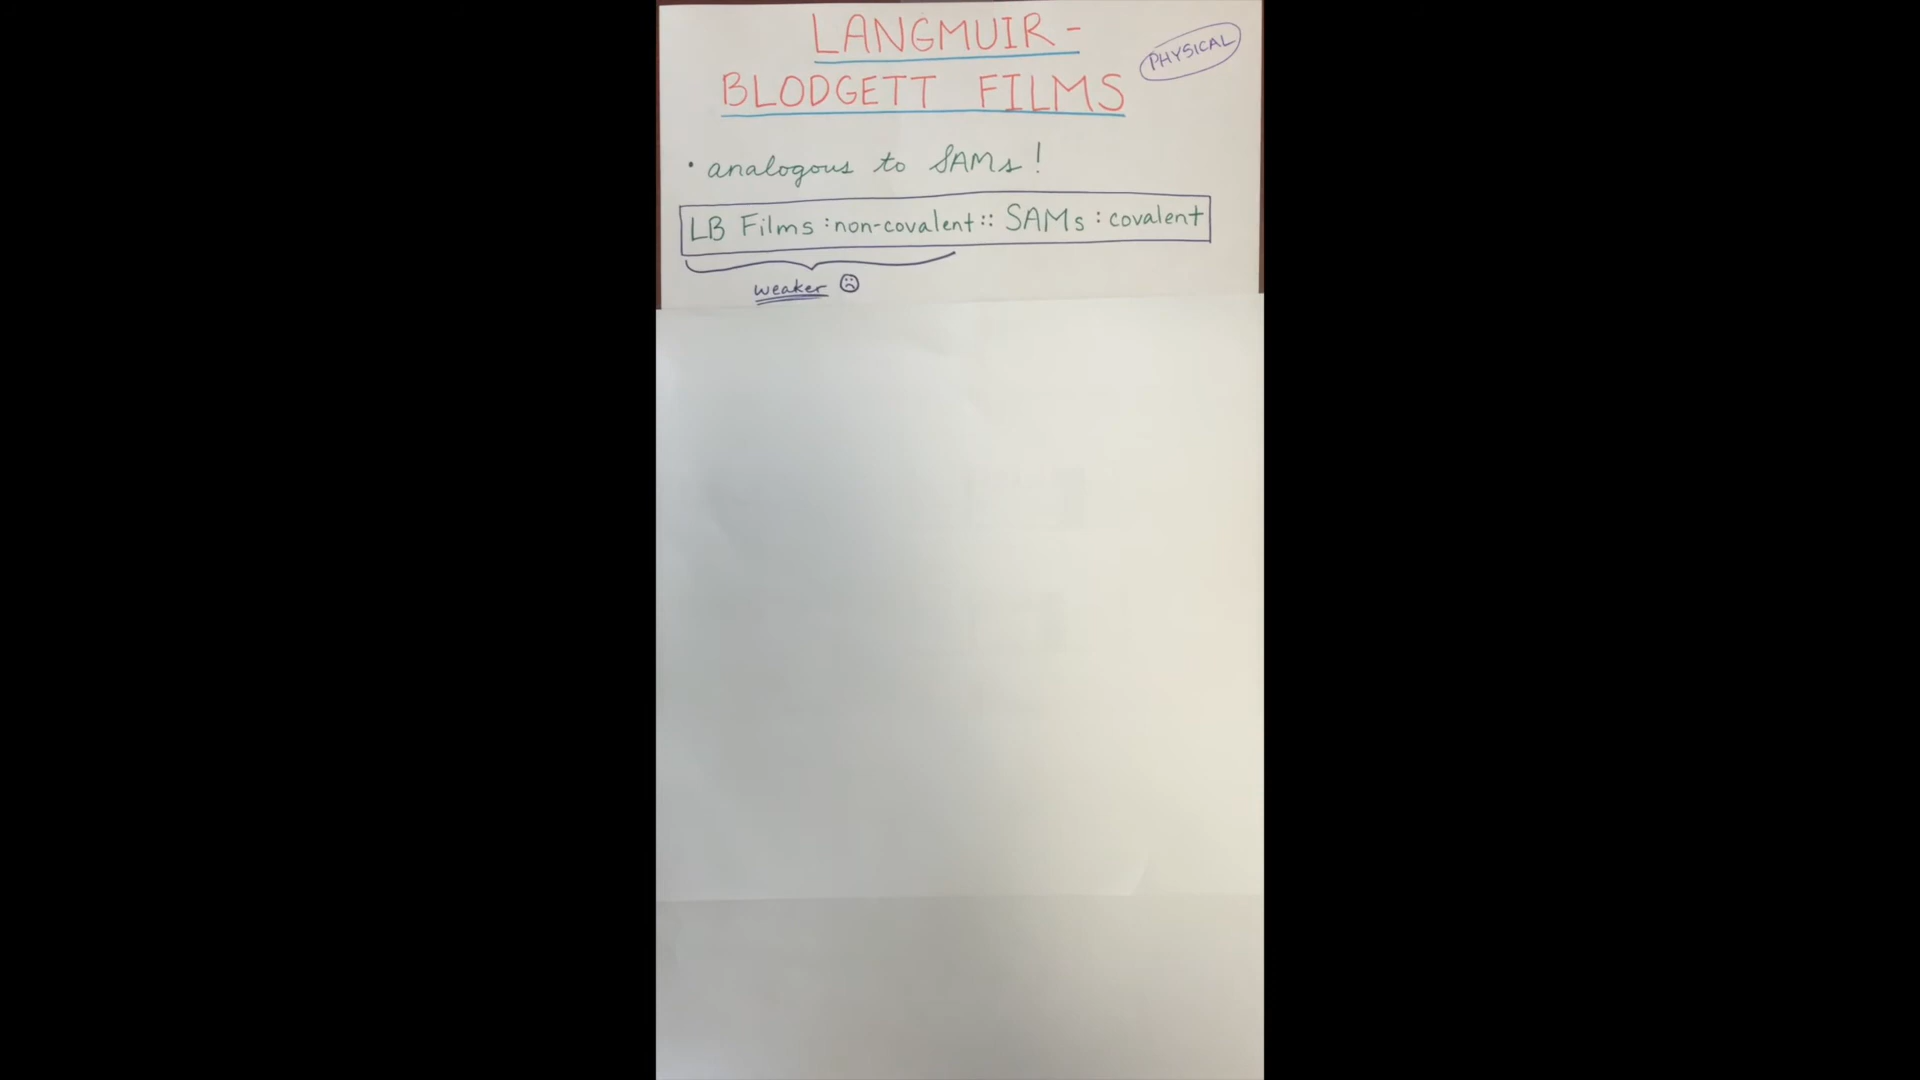 LANGMUIR-
BLODGETT FILMS
PHYSICAL
• analogous to SAMs!
LB Films : non-covalent :: SAMs : covalent
weaker ☹